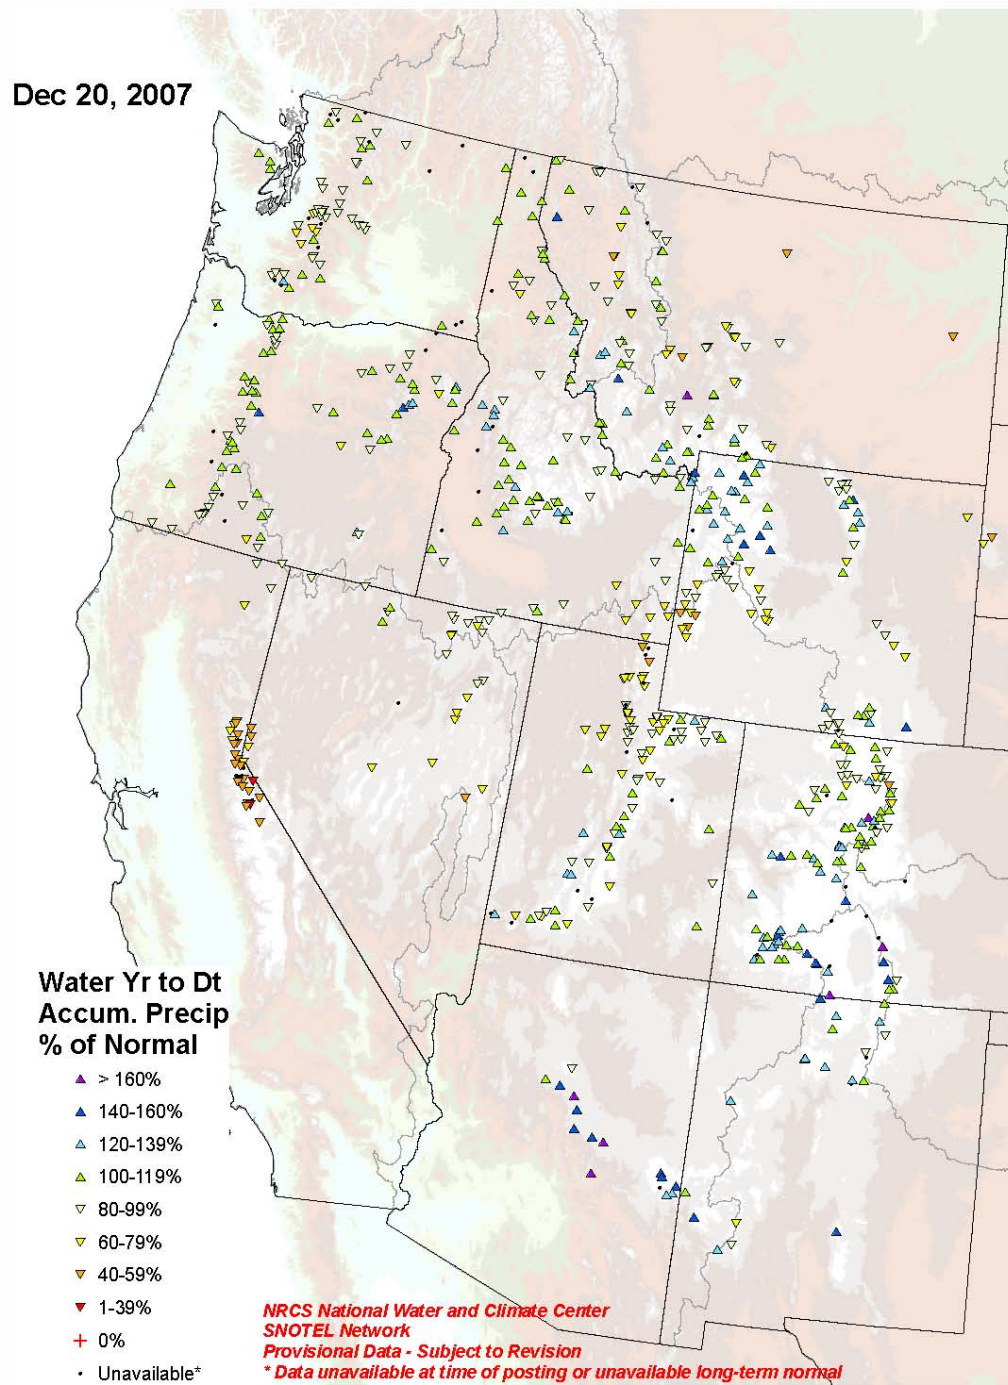 Dec 20, 2007
Water Yr to Dt
Accum. Precip
% of Normal
> 160%
140-160%
120-139%
100-119%
80-99%
60-79%
40-59%
1-39%
0%
Unavailable*
NRCS National Water and Climate Center
SNOTEL Network
Provisional Data - Subject to Revision
* Data unavailable at time of posting or unavailable long-term normal